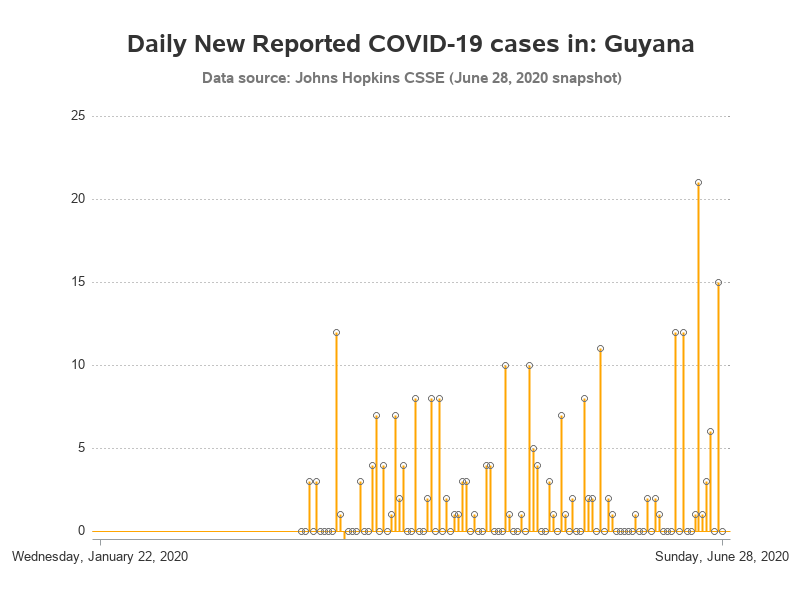 Daily New Reported COVID-19 cases in: Guyana
Data source: Johns Hopkins CSSE (June 28, 2020 snapshot)
25
20
15
10
5
0
Wednesday, January 22, 2020 Sunday, June 28, 2020